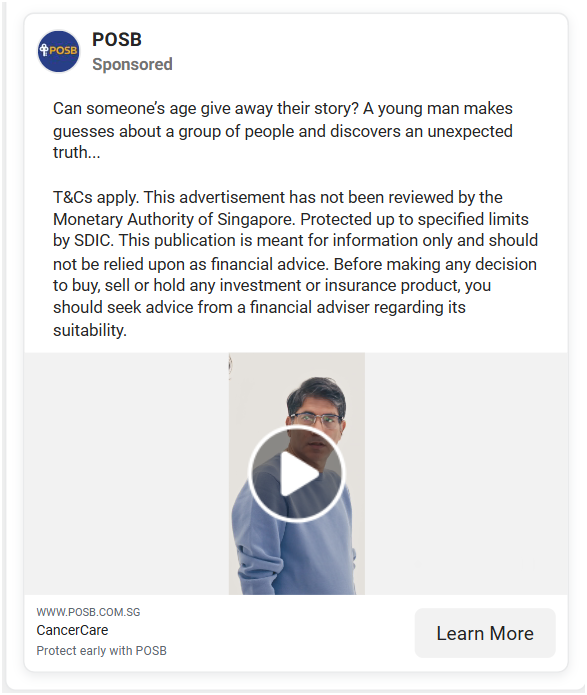 POSB
POSB
Sponsored
Can someone’s age give away their story? A young man makes
guesses about a group of people and discovers an unexpected
truth...
T&Cs apply. This advertisement has not been reviewed by the
Monetary Authority of Singapore. Protected up to specified limits
by SDIC. This publication is meant for information only and should
not be relied upon as financial advice. Before making any decision
to buy, sell or hold any investment or insurance product, you
should seek advice from a financial adviser regarding its
suitability.
WWW.POSB.COM.SG
CancerCare
Protect early with POSB
Learn More